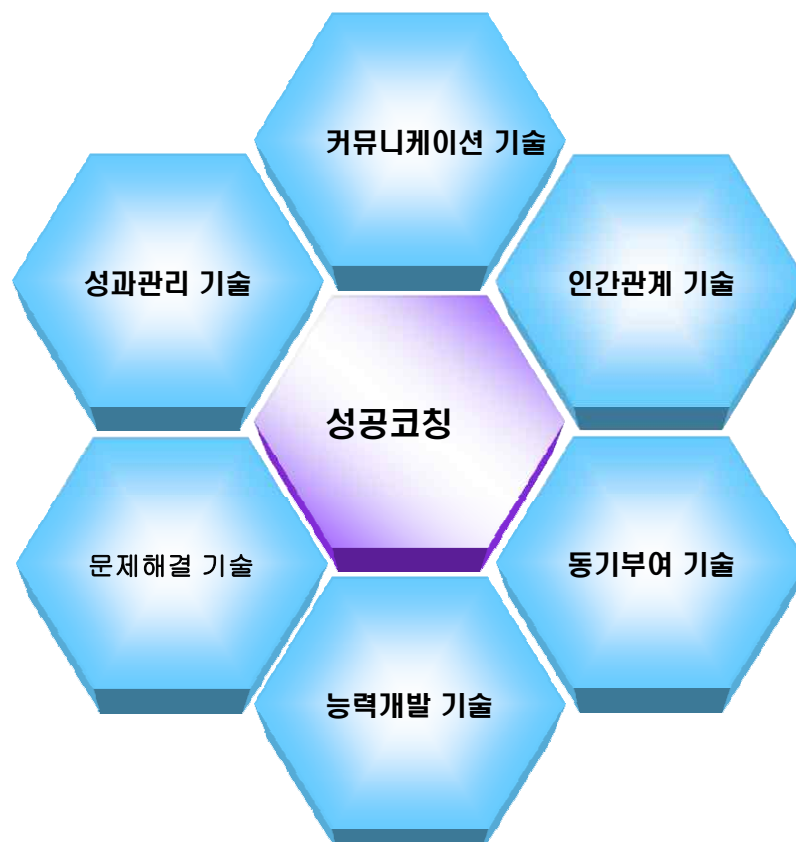 커뮤니케이션 기술
성과관리 기술
인간관계 기술
성공코칭
문제해결 기술
동기부여 기술
능력개발 기술